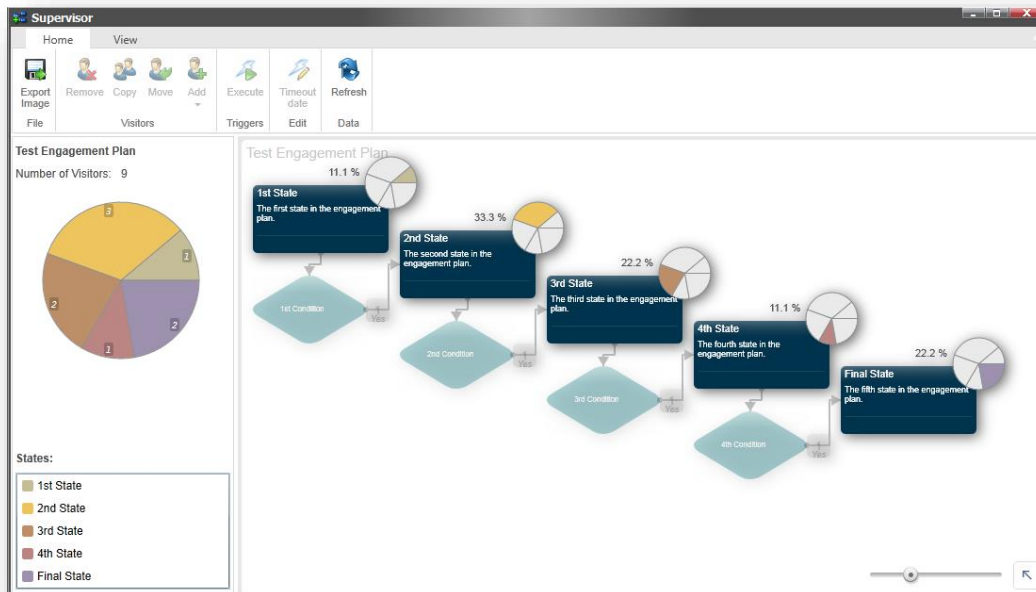 Supervisor
Home View
Export Image
Remove
Copy
Move
Add
Execute
Timeout date
Refresh
File
Visitors
Triggers
Edit
Data
Test Engagement Plan
Number of Visitors: 9
3
1
2
2
1
States:
1st State
2nd State
3rd State
4th State
Final State
Test Engagement Plan
11.1 %
1st State
The first state in the engagement
plan.
1st Condition
1
Yes
33.3 %
2nd State
The second state in the
engagement plan.
2nd Condition
1
Yes
22.2 %
3rd State
The third state in the engagement
plan.
3rd Condition
1
Yes
11.1 %
4th State
The fourth state in the
engagement plan.
4th Condition
1
Yes
22.2 %
Final State
The fifth state in the engagement
plan.